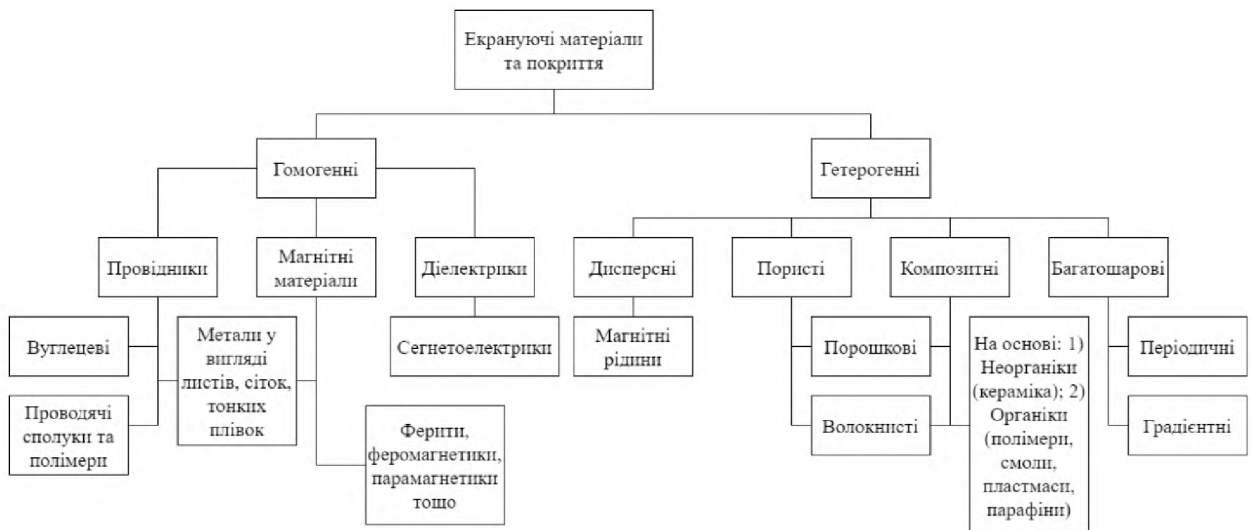 Екрануючі матеріали
та покриття
Гомогенні
Гетерогенні
Провідники
Магнітні
матеріали
Діелектрики
Дисперсні
Пористі
Композитні
Багатошарові
Вуглецеві
Метали у
вигляді
листів, сіток,
тонких
плівок
Сегнетоелектрики
Магнітні
рідини
Порошкові
На основі: 1)
Неорганіки
(кераміка); 2)
Органіки
(полімери,
смоли,
пластмаси,
парафіни)
Періодичні
Проводячі
сполуки та
полімери
Ферити,
феромагнетики,
парамагнетики
тощо
Волокнисті
Градієнтні